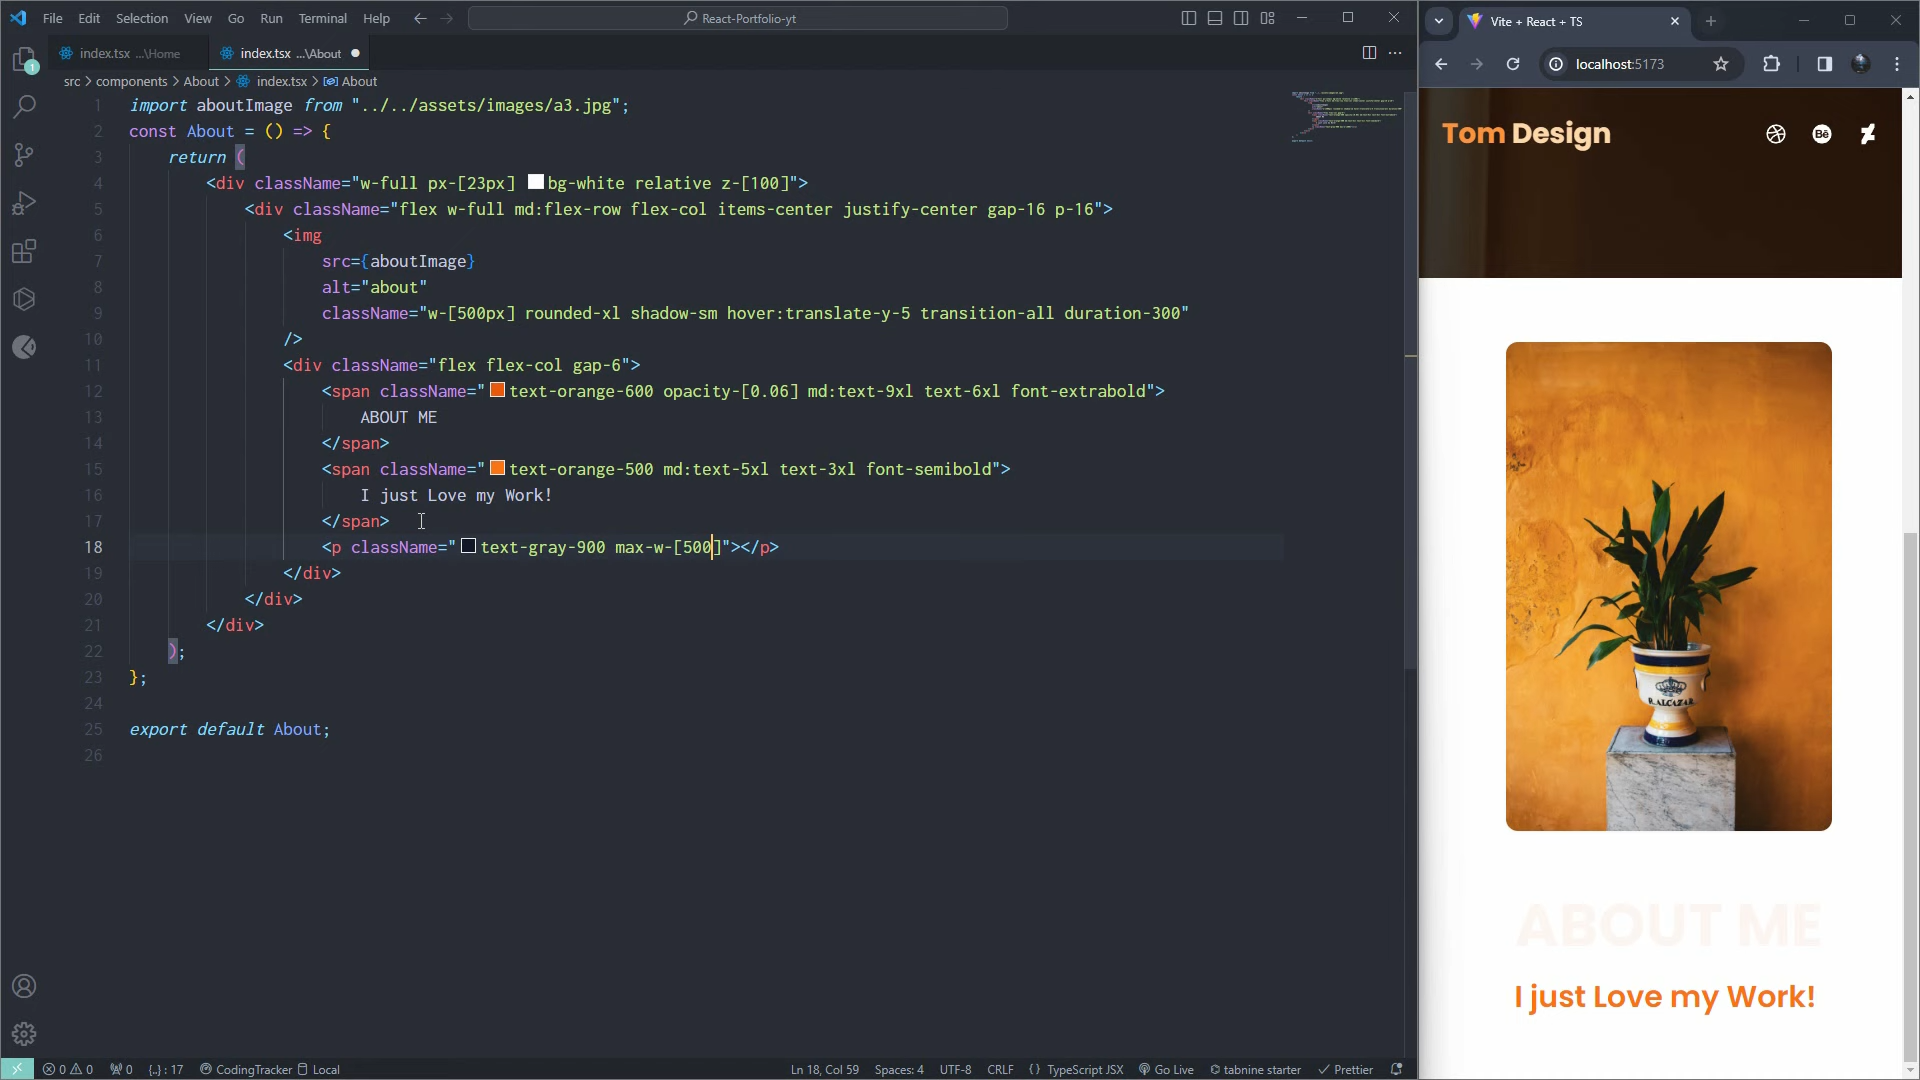 File Edit Selection View Go Run Terminal Help
React-Portfolio-yt
index.tsx ...\Home
index.tsx ...\About
src > components > About > index.tsx > About
1 import aboutImage from "../../assets/images/a3.jpg";
2 const About = () => {
3 return (
4 <div className="w-full px-[23px] bg-white relative z-[100]">
5 <div className="flex w-full md:flex-row flex-col items-center justify-center gap-16 p-16">
6 <img
7 src={aboutImage}
8 alt="about"
9 className="w-[500px] rounded-xl shadow-sm hover:translate-y-5 transition-all duration-300"
10 />
11 <div className="flex flex-col gap-6">
12 <span className="text-orange-600 opacity-[0.06] md:text-9xl text-6xl font-extrabold">
13 ABOUT ME
14 </span>
15 <span className="text-orange-500 md:text-5xl text-3xl font-semibold">
16 I just Love my Work!
17 </span>
18 <p className="text-gray-900 max-w-[500]"></p>
19 </div>
20 </div>
21 </div>
22 );
23 };
24
25 export default About;
26
1
0 0 0 {..} : 17 CodingTracker Local
Ln 18, Col 59 Spaces: 4 UTF-8 CRLF {} TypeScript JSX Go Live tabnine starter Prettier
Vite + React + TS
localhost:5173
Tom Design
Bē
ABOUT ME
I just Love my Work!